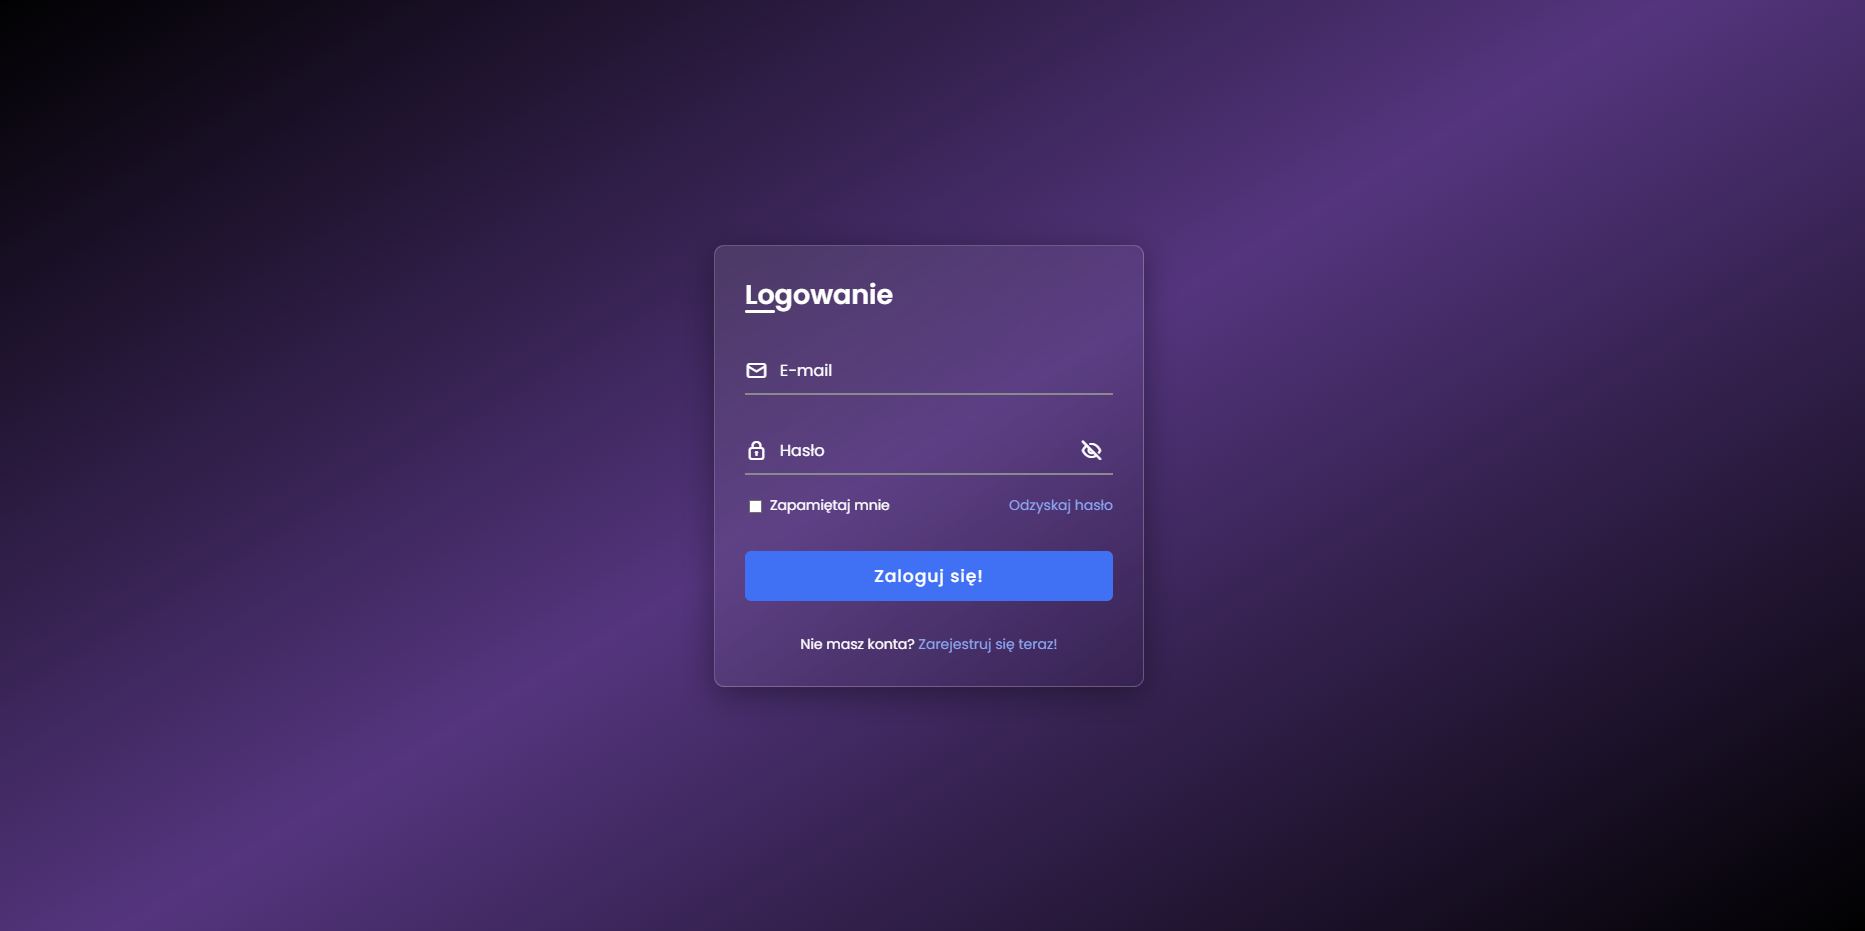 Logowanie
E-mail
Hasło
Zapamiętaj mnie Odzyskaj hasło
Zaloguj się!
Nie masz konta? Zarejestruj się teraz!